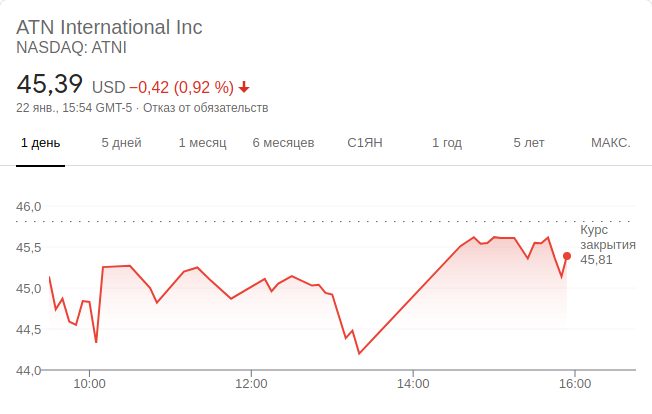 ATN International Inc
NASDAQ: ATNI
45,39 USD −0,42 (0,92 %)
22 янв., 15:54 GMT-5 · Отказ от обязательств
1 день 5 дней 1 месяц 6 месяцев С1ЯН 1 год 5 лет МАКС.
46,0
Курс
закрытия
45,81
45,5
45,0
44,5
44,0
10:00 12:00 14:00 16:00